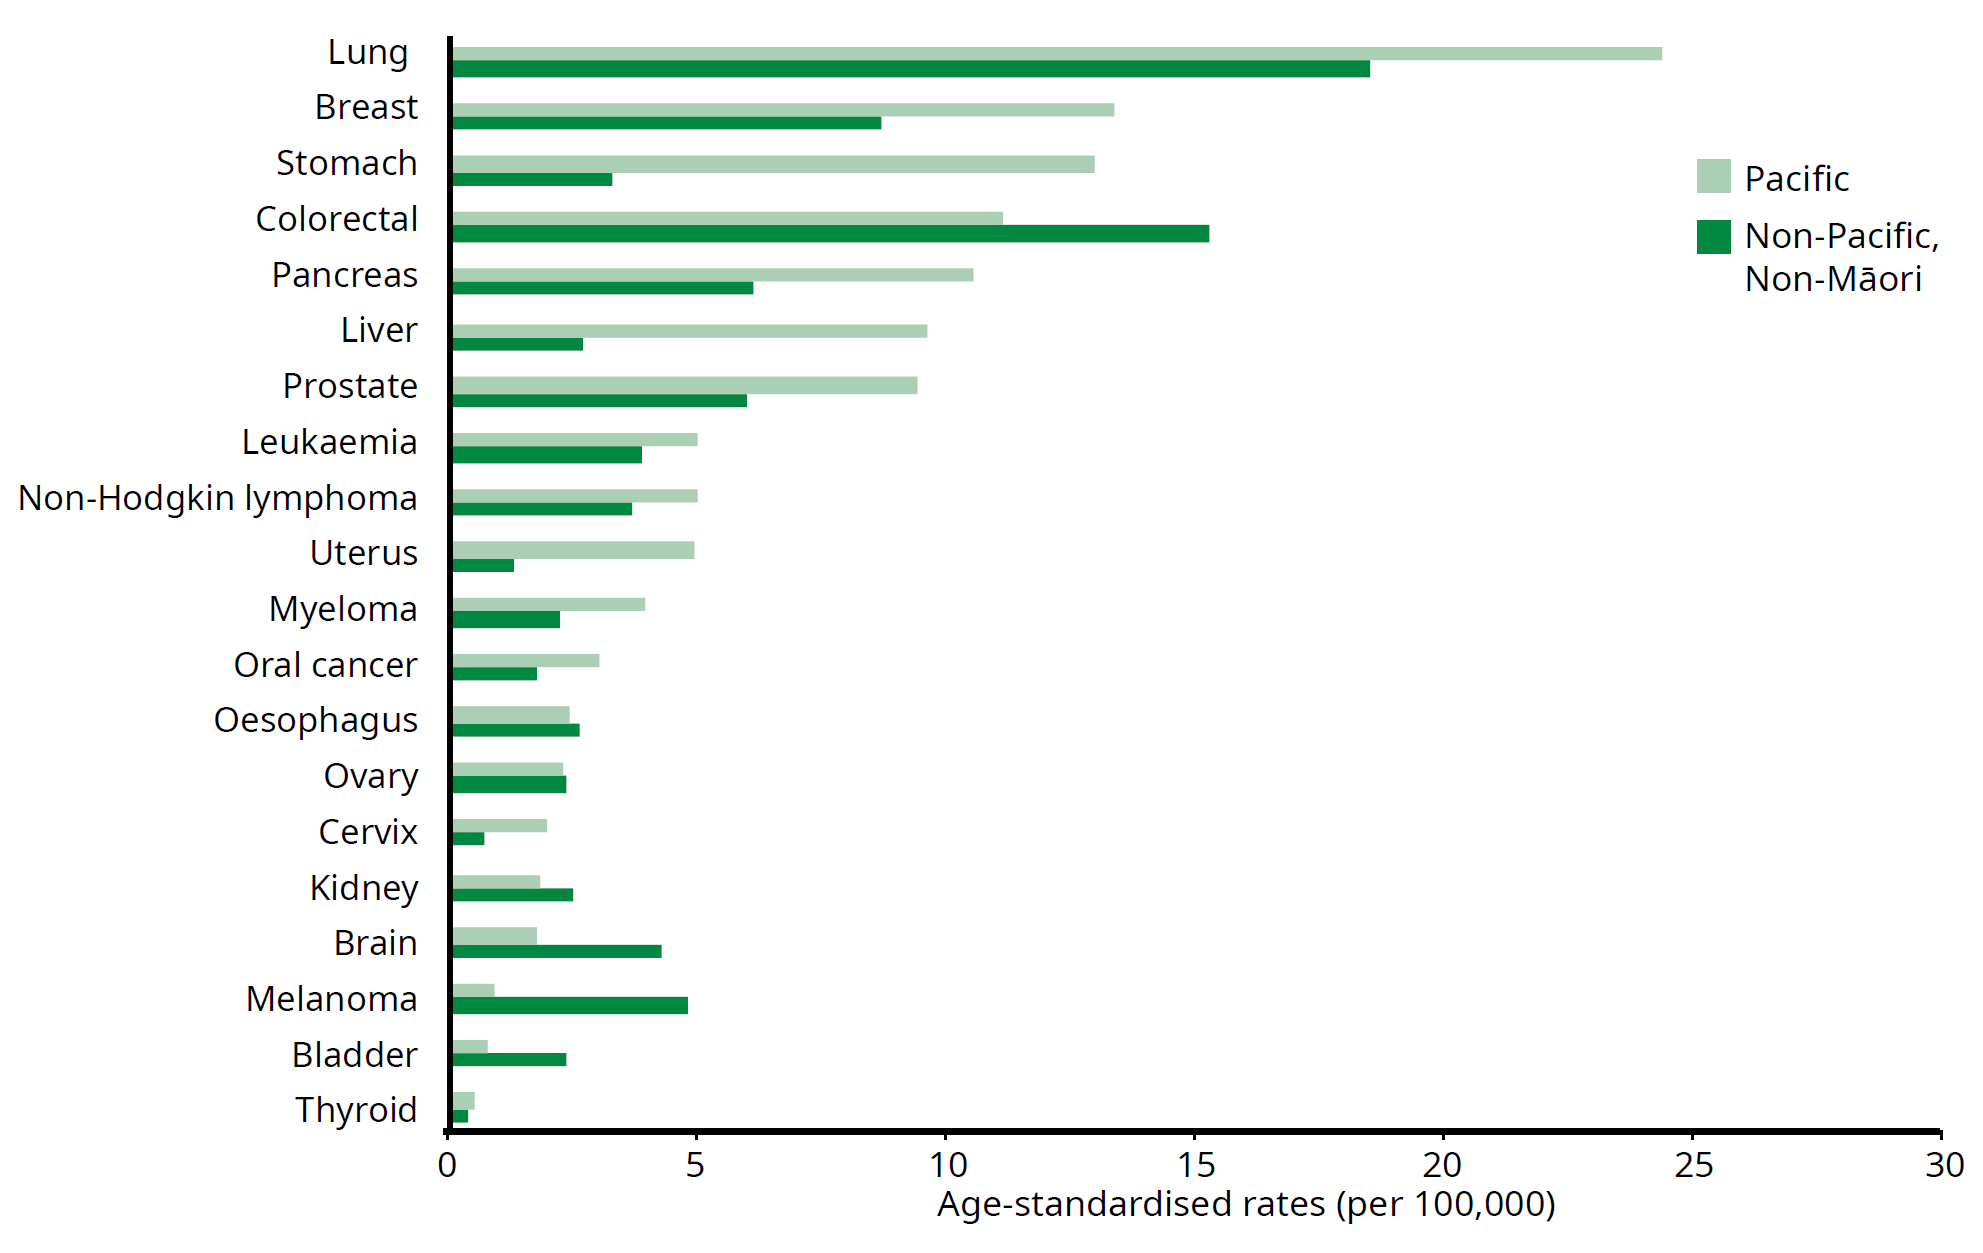 Lung
Breast
Stomach
Colorectal
Pancreas
Liver
Prostate
Leukaemia
Non-Hodgkin lymphoma
Uterus
Myeloma
Oral cancer
Oesophagus
Ovary
Cervix
Kidney
Brain
Melanoma
Bladder
Thyroid
Pacific
Non-Pacific,
Non-Māori
0 5 10 15 20 25 30
Age-standardised rates (per 100,000)